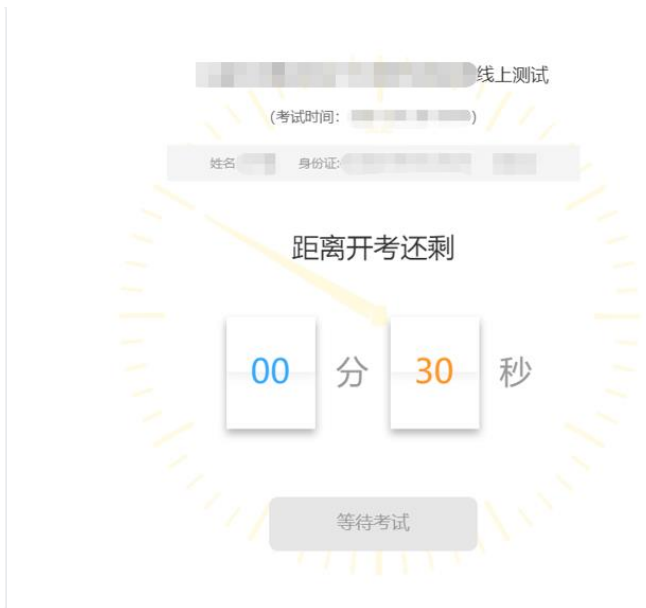 线上测试
(考试时间: )
姓名 身份证:
距离开考还剩
00 分 30 秒
等待考试